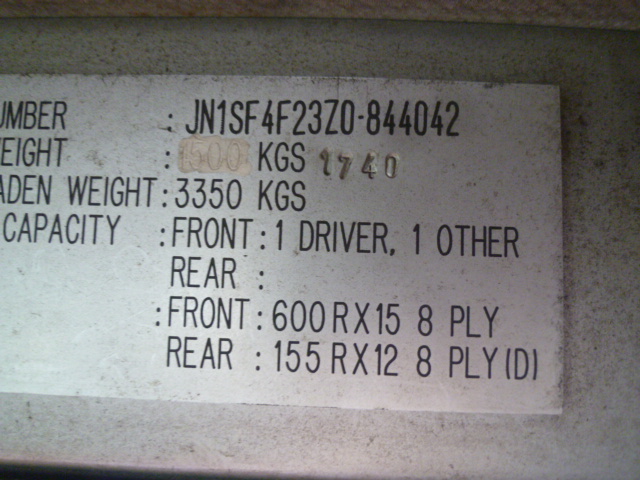 UMBER : JN1SF4F23Z0-844042
EIGHT : 1500 KGS 1740
ADEN WEIGHT : 3350 KGS
CAPACITY : FRONT : 1 DRIVER, 1 OTHER
REAR :
: FRONT : 600RX15 8 PLY
REAR : 155RX12 8 PLY(D)